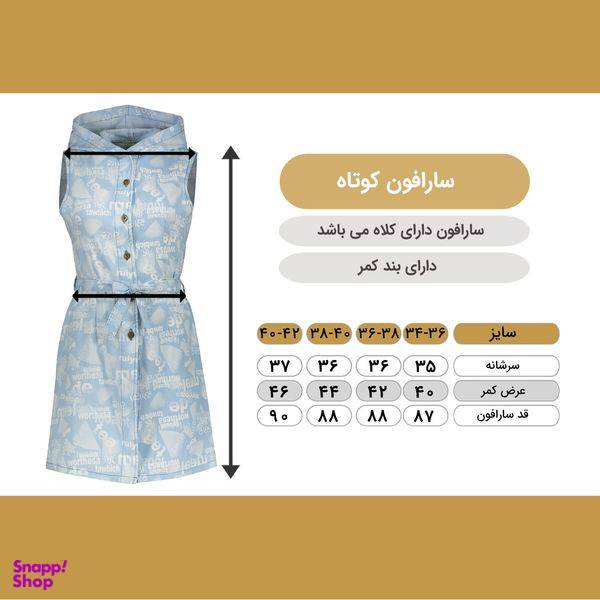 سارافون کوتاه
سارافون دارای کلاه می باشد
دارای بند کمر
سایز ۳۴-۳۶ ۳۶-۳۸ ۳۸-۴۰ ۴۰-۴۲
سرشانه ۳۵ ۳۶ ۳۶ ۳۷
عرض کمر ۴۰ ۴۲ ۴۴ ۴۶
قد سارافون ۸۷ ۸۸ ۸۸ ۹۰
Snapp!
Shop